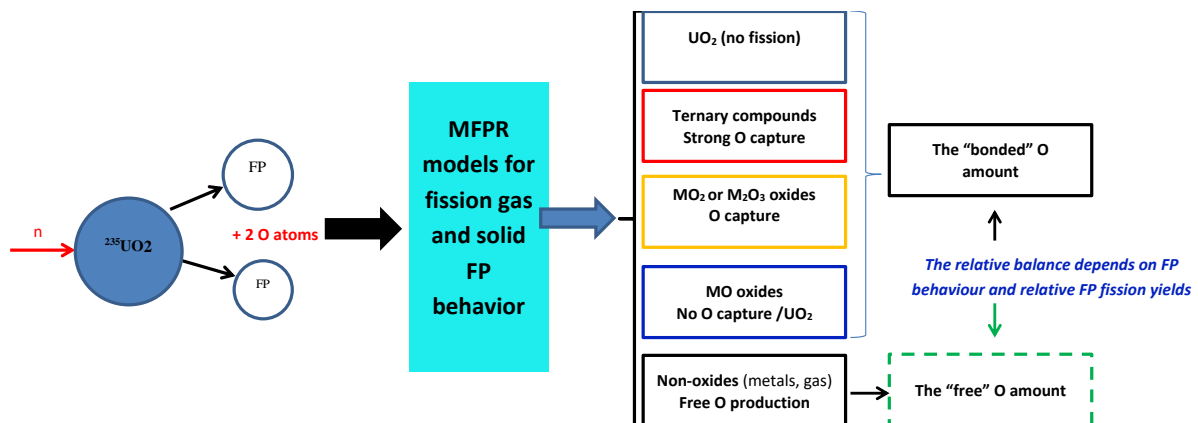 n
²³⁵UO2
FP
FP
+ 2 O atoms
MFPR
models for
fission gas
and solid
FP
behavior
UO₂ (no fission)
Ternary compounds
Strong O capture
MO₂ or M₂O₃ oxides
O capture
MO oxides
No O capture /UO₂
Non-oxides (metals, gas)
Free O production
The “bonded” O
amount
The relative balance depends on FP
behaviour and relative FP fission yields
The “free” O amount